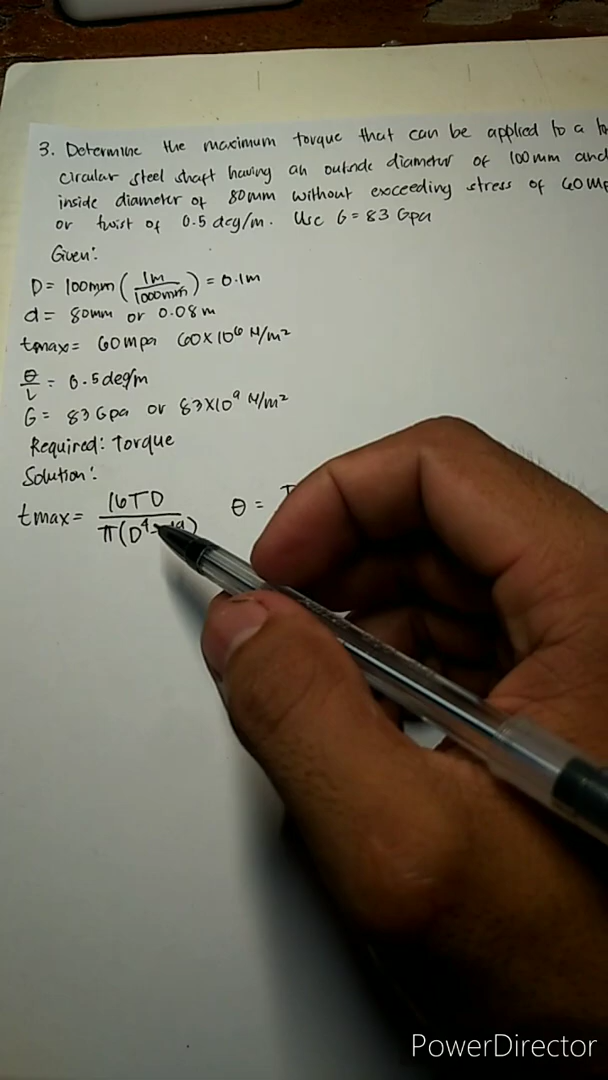 3. Determine the maximum torque that can be applied to a
circular steel shaft having an outside diameter of 100mm and
inside diameter of 80mm without exceeding stress of 60 MP
or twist of 0.5 deg/m. Use G = 83 Gpa
Given:
D = 100mm (1m/1000mm) = 0.1m
d = 80mm or 0.08m
tmax = 60mpa 60x10⁶ N/m²
θ/L = 0.5deg/m
G = 83Gpa or 83x10⁹ N/m²
Required: Torque
Solution:
tmax = 16TD/π(D⁴- ) θ =
PowerDirector